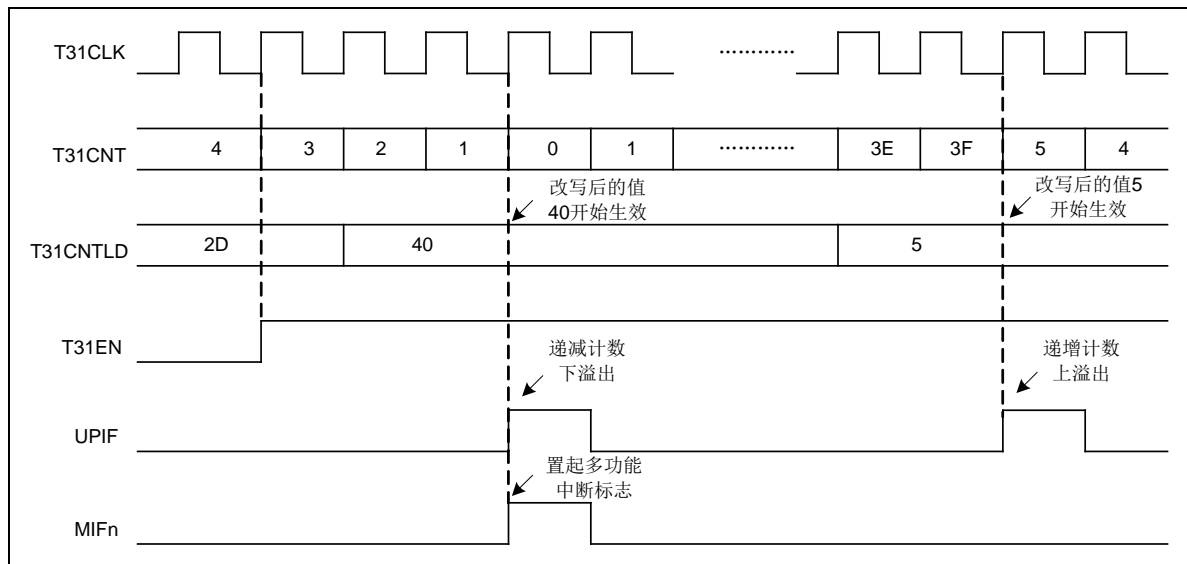 T31CLK
…………
T31CNT 4 3 2 1 0 1 ………… 3E 3F 5 4
改写后的值
40开始生效
改写后的值5
开始生效
T31CNTLD 2D 40 5
T31EN
递减计数
下溢出
递增计数
上溢出
UPIF
置起多功能
中断标志
MIFn